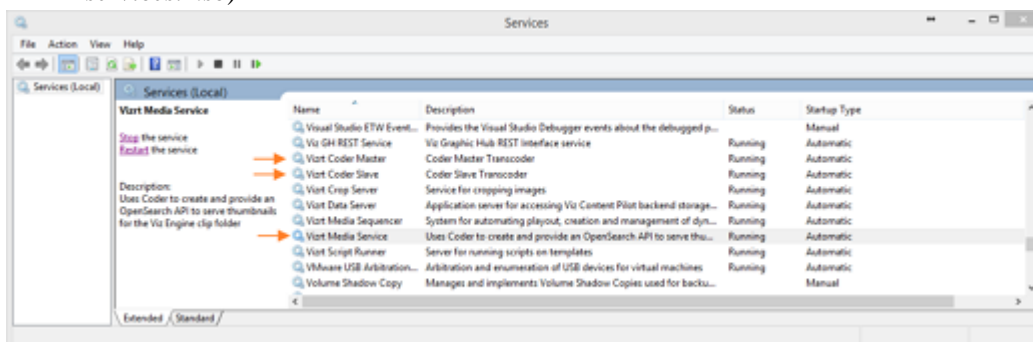 Services
File Action View Help
Services (Local)
Services (Local)
Vizrt Media Service
Stop the service
Restart the service
Description:
Uses Coder to create and provide an
OpenSearch API to serve thumbnails
for the Viz Engine clip folder
Name Description Status Startup Type
Visual Studio ETW Event... Provides the Visual Studio Debugger events about the debugged p... Manual
Viz GH REST Service Viz Graphic Hub REST Interface service Running Automatic
Vizrt Coder Master Coder Master Transcoder Running Automatic
Vizrt Coder Slave Coder Slave Transcoder Running Automatic
Vizrt Crop Server Service for cropping images Running Automatic
Vizrt Data Server Application server for accessing Viz Content Pilot backend storage... Running Automatic
Vizrt Media Sequencer System for automating playout, creation and management of dyn... Running Automatic
Vizrt Media Service Uses Coder to create and provide an OpenSearch API to serve thu... Running Automatic
Vizrt Script Runner Server for running scripts on templates Running Automatic
VMware USB Arbitration... Arbitration and enumeration of USB devices for virtual machines Running Automatic
Volume Shadow Copy Manages and implements Volume Shadow Copies used for backu... Manual
Extended Standard